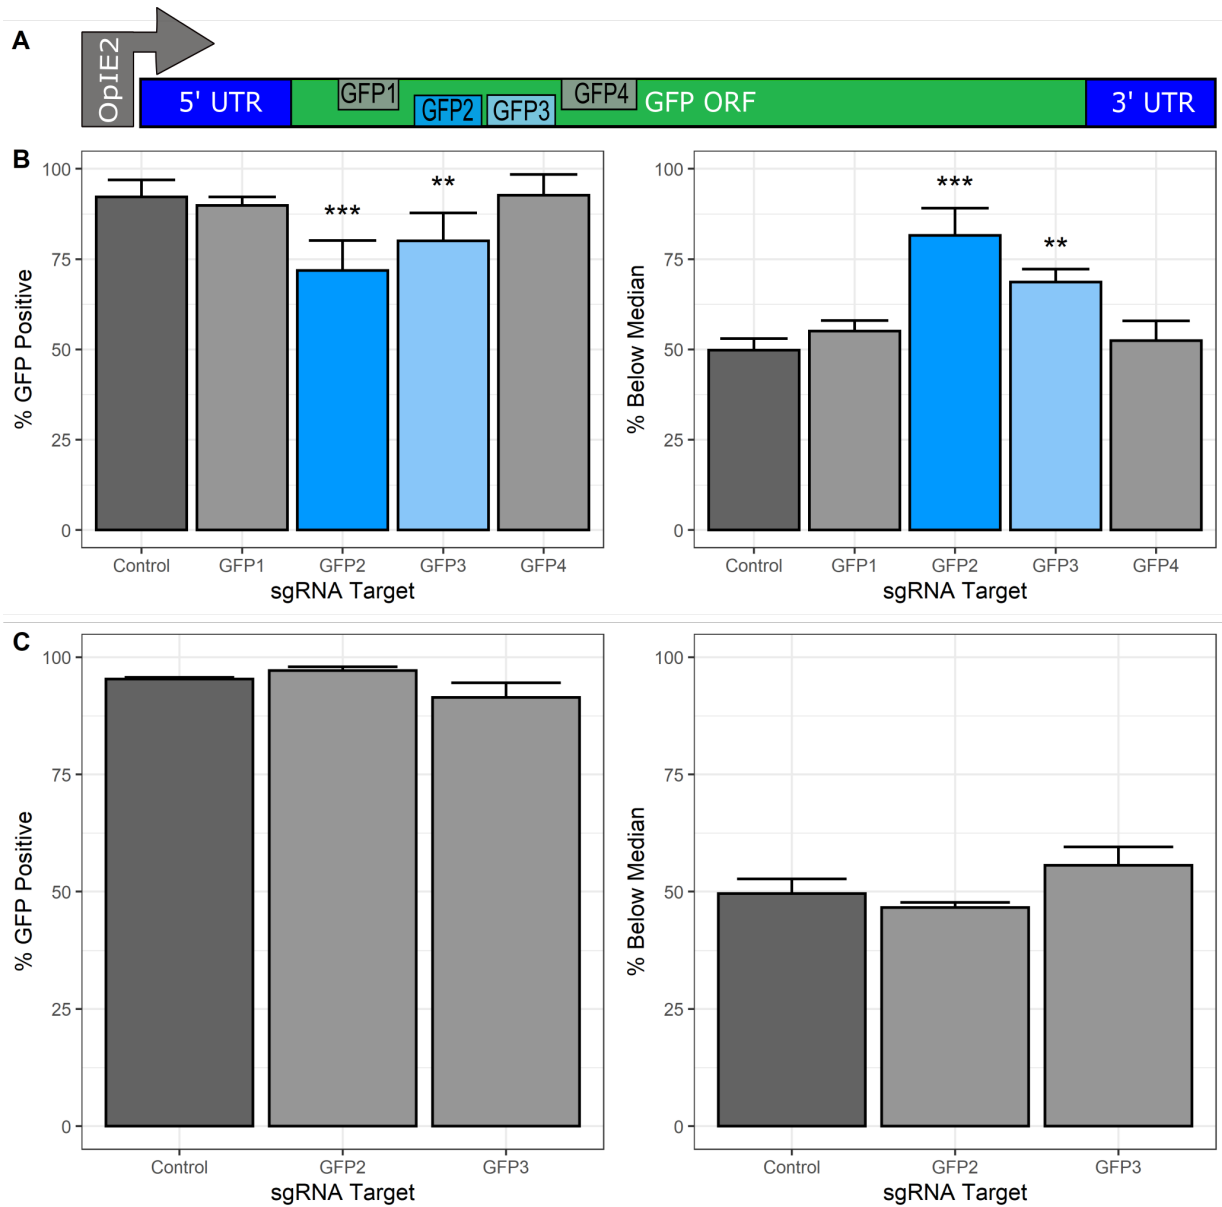 A
OpIE2
5' UTR
GFP1
GFP2
GFP3
GFP4
GFP ORF
3' UTR
B
% GFP Positive
100
75
50
25
0
***
**
Control
GFP1
GFP2
GFP3
GFP4
sgRNA Target
% Below Median
100
75
50
25
0
***
**
Control
GFP1
GFP2
GFP3
GFP4
sgRNA Target
C
% GFP Positive
100
75
50
25
0
Control
GFP2
GFP3
sgRNA Target
% Below Median
100
75
50
25
0
Control
GFP2
GFP3
sgRNA Target